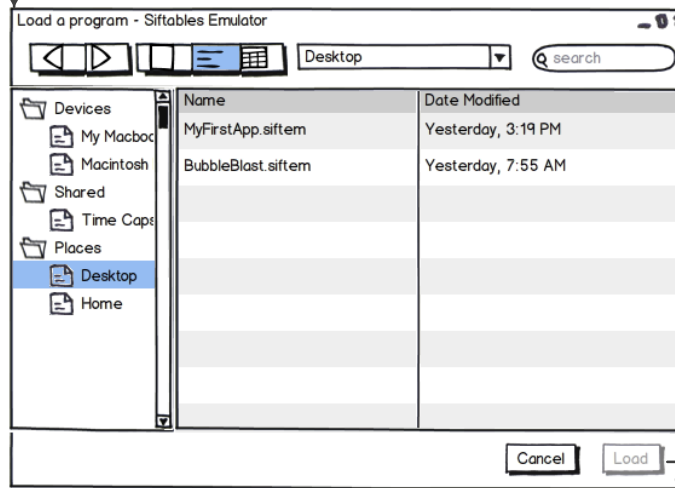 Load a program - Siftables Emulator
Desktop
search
Name Date Modified
Devices
My Macboo
Macintosh
Shared
Time Caps
Places
Desktop
Home
MyFirstApp.siftem Yesterday, 3:19 PM
BubbleBlast.siftem Yesterday, 7:55 AM
Cancel Load